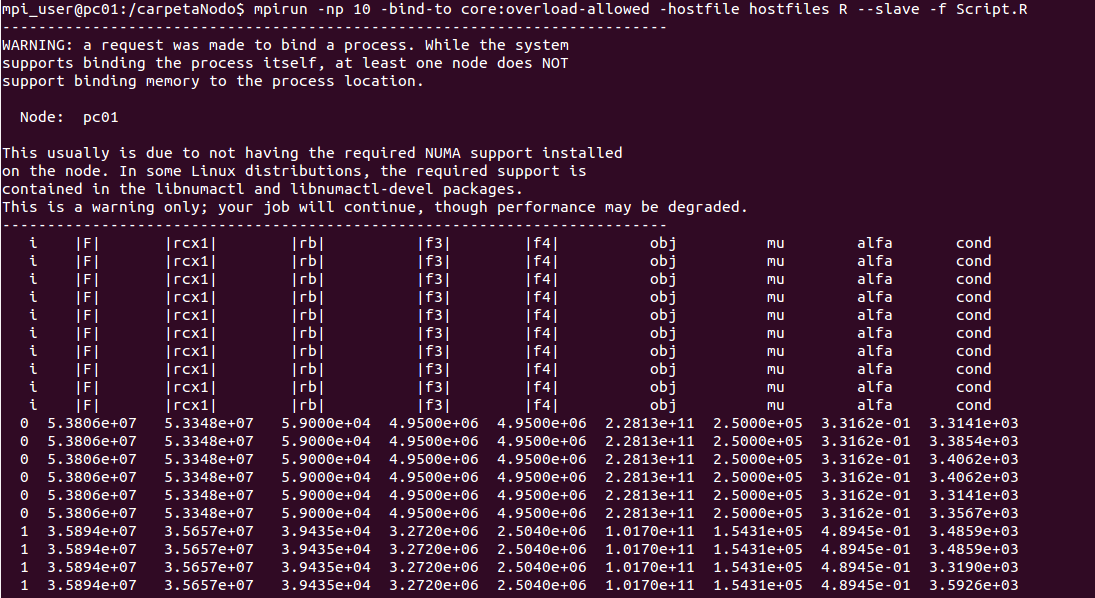 mpi_user@pc01:/carpetaNodo$ mpirun -np 10 -bind-to core:overload-allowed -hostfile hostfiles R --slave -f Script.R
--------------------------------------------------------------------------
WARNING: a request was made to bind a process. While the system
supports binding the process itself, at least one node does NOT
support binding memory to the process location.

  Node:  pc01

This usually is due to not having the required NUMA support installed
on the node. In some Linux distributions, the required support is
contained in the libnumactl and libnumactl-devel packages.
This is a warning only; your job will continue, though performance may be degraded.
--------------------------------------------------------------------------
   i    |F|       |rcx1|        |rb|          |f3|        |f4|          obj          mu        alfa       cond
   i    |F|       |rcx1|        |rb|          |f3|        |f4|          obj          mu        alfa       cond
   i    |F|       |rcx1|        |rb|          |f3|        |f4|          obj          mu        alfa       cond
   i    |F|       |rcx1|        |rb|          |f3|        |f4|          obj          mu        alfa       cond
   i    |F|       |rcx1|        |rb|          |f3|        |f4|          obj          mu        alfa       cond
   i    |F|       |rcx1|        |rb|          |f3|        |f4|          obj          mu        alfa       cond
   i    |F|       |rcx1|        |rb|          |f3|        |f4|          obj          mu        alfa       cond
   i    |F|       |rcx1|        |rb|          |f3|        |f4|          obj          mu        alfa       cond
   i    |F|       |rcx1|        |rb|          |f3|        |f4|          obj          mu        alfa       cond
   i    |F|       |rcx1|        |rb|          |f3|        |f4|          obj          mu        alfa       cond
  0  5.3806e+07   5.3348e+07   5.9000e+04  4.9500e+06  4.9500e+06  2.2813e+11  2.5000e+05  3.3162e-01  3.3141e+03
  0  5.3806e+07   5.3348e+07   5.9000e+04  4.9500e+06  4.9500e+06  2.2813e+11  2.5000e+05  3.3162e-01  3.3854e+03
  0  5.3806e+07   5.3348e+07   5.9000e+04  4.9500e+06  4.9500e+06  2.2813e+11  2.5000e+05  3.3162e-01  3.4062e+03
  0  5.3806e+07   5.3348e+07   5.9000e+04  4.9500e+06  4.9500e+06  2.2813e+11  2.5000e+05  3.3162e-01  3.4062e+03
  0  5.3806e+07   5.3348e+07   5.9000e+04  4.9500e+06  4.9500e+06  2.2813e+11  2.5000e+05  3.3162e-01  3.3141e+03
  0  5.3806e+07   5.3348e+07   5.9000e+04  4.9500e+06  4.9500e+06  2.2813e+11  2.5000e+05  3.3162e-01  3.3567e+03
  1  3.5894e+07   3.5657e+07   3.9435e+04  3.2720e+06  2.5040e+06  1.0170e+11  1.5431e+05  4.8945e-01  3.4859e+03
  1  3.5894e+07   3.5657e+07   3.9435e+04  3.2720e+06  2.5040e+06  1.0170e+11  1.5431e+05  4.8945e-01  3.4859e+03
  1  3.5894e+07   3.5657e+07   3.9435e+04  3.2720e+06  2.5040e+06  1.0170e+11  1.5431e+05  4.8945e-01  3.3190e+03
  1  3.5894e+07   3.5657e+07   3.9435e+04  3.2720e+06  2.5040e+06  1.0170e+11  1.5431e+05  4.8945e-01  3.5926e+03